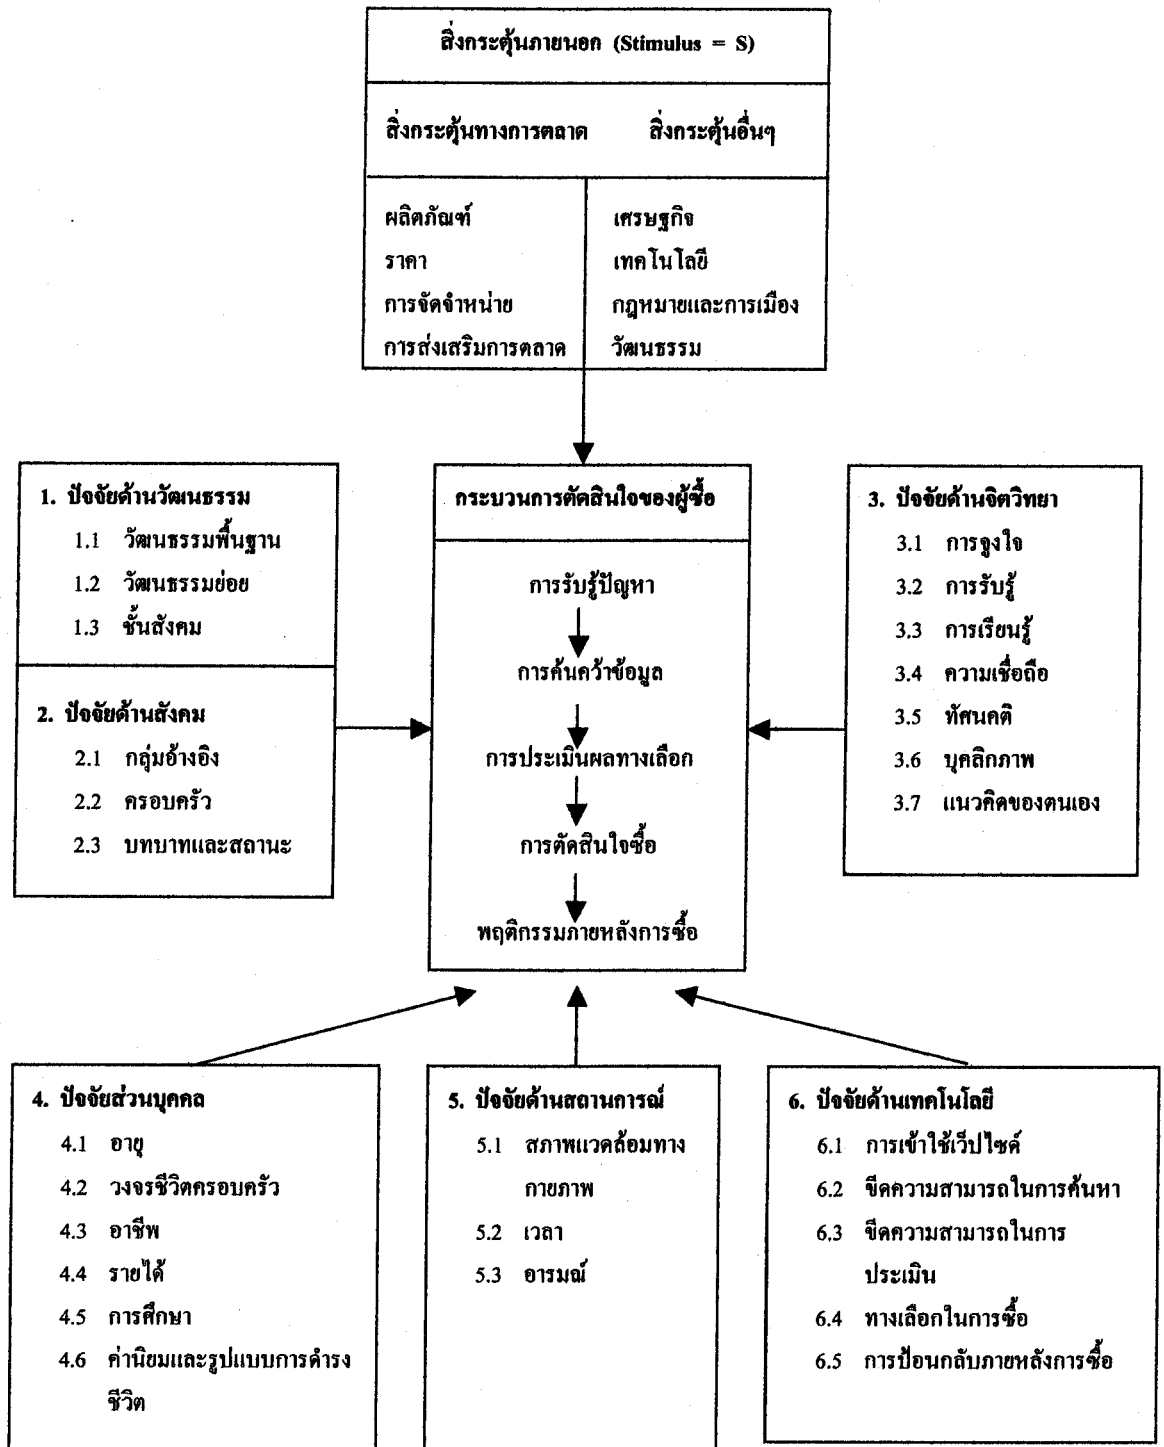 สิ่งกระตุ้นภายนอก (Stimulus = S)
สิ่งกระตุ้นทางการตลาด สิ่งกระตุ้นอื่นๆ
ผลิตภัณฑ์
ราคา
การจัดจำหน่าย
การส่งเสริมการตลาด
เศรษฐกิจ
เทคโนโลยี
กฎหมายและการเมือง
วัฒนธรรม
1. ปัจจัยด้านวัฒนธรรม
1.1 วัฒนธรรมพื้นฐาน
1.2 วัฒนธรรมย่อย
1.3 ชั้นสังคม
2. ปัจจัยด้านสังคม
2.1 กลุ่มอ้างอิง
2.2 ครอบครัว
2.3 บทบาทและสถานะ
กระบวนการตัดสินใจของผู้ซื้อ
การรับรู้ปัญหา
การค้นคว้าข้อมูล
การประเมินผลทางเลือก
การตัดสินใจซื้อ
พฤติกรรมภายหลังการซื้อ
3. ปัจจัยด้านจิตวิทยา
3.1 การจูงใจ
3.2 การรับรู้
3.3 การเรียนรู้
3.4 ความเชื่อถือ
3.5 ทัศนคติ
3.6 บุคลิกภาพ
3.7 แนวคิดของตนเอง
4. ปัจจัยส่วนบุคคล
4.1 อายุ
4.2 วงจรชีวิตครอบครัว
4.3 อาชีพ
4.4 รายได้
4.5 การศึกษา
4.6 ค่านิยมและรูปแบบการดำรง
ชีวิต
5. ปัจจัยด้านสถานการณ์
5.1 สภาพแวดล้อมทาง
กายภาพ
5.2 เวลา
5.3 อารมณ์
6. ปัจจัยด้านเทคโนโลยี
6.1 การเข้าใช้เว็ปไซค์
6.2 ขีดความสามารถในการค้นหา
6.3 ขีดความสามารถในการ
ประเมิน
6.4 ทางเลือกในการซื้อ
6.5 การป้อนกลับภายหลังการซื้อ